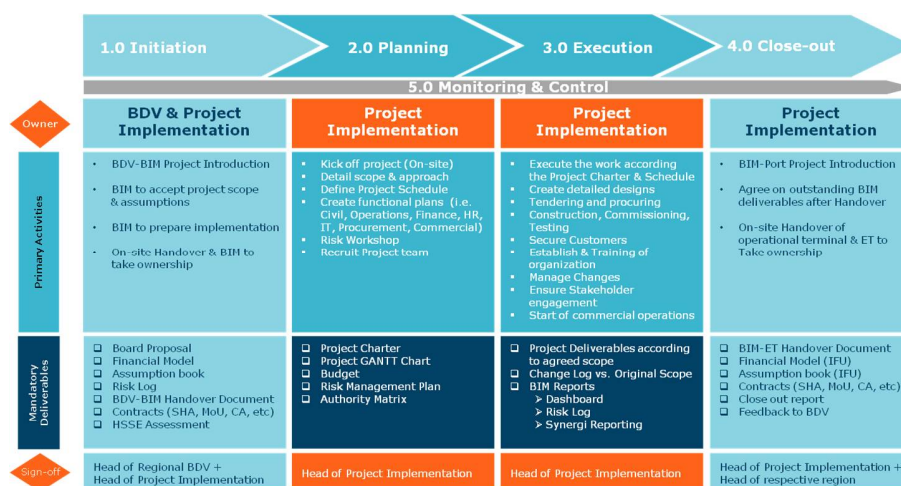 1.0 Initiation
2.0 Planning
3.0 Execution
4.0 Close-out
5.0 Monitoring & Control
Owner
BDV & Project
Implementation
Project
Implementation
Project
Implementation
Project
Implementation
Primary Activities
• BDV-BIM Project Introduction
• BIM to accept project scope
& assumptions
• BIM to prepare implementation
• On-site Handover & BIM to
take ownership
Kick off project (On-site)
Detail scope & approach
Define Project Schedule
Create functional plans (i.e.
Civil, Operations, Finance, HR,
IT, Procurement, Commercial)
Risk Workshop
Recruit Project team
Execute the work according
the Project Charter & Schedule
Create detailed designs
Tendering and procuring
Construction, Commissioning,
Testing
Secure Customers
Establish & Training of
organization
Manage Changes
Ensure Stakeholder
engagement
Start of commercial operations
• BIM-Port Project Introduction
• Agree on outstanding BIM
deliverables after Handover
• On-site Handover of
operational terminal & ET to
Take ownership
Mandatory
Deliverables
❑ Board Proposal
❑ Financial Model
❑ Assumption book
❑ Risk Log
❑ BDV-BIM Handover Document
❑ Contracts (SHA, MoU, CA, etc)
❑ HSSE Assessment
❑ Project Charter
❑ Project GANTT Chart
❑ Budget
❑ Risk Management Plan
❑ Authority Matrix
❑ Project Deliverables according
to agreed scope
❑ Change Log vs. Original Scope
❑ BIM Reports
➢ Dashboard
➢ Risk Log
➢ Synergi Reporting
❑ BIM-ET Handover Document
❑ Financial Model (IFU)
❑ Assumption book (IFU)
❑ Contracts (SHA, MoU, CA, etc)
❑ Close out report
❑ Feedback to BDV
Sign-off
Head of Regional BDV +
Head of Project Implementation
Head of Project Implementation
Head of Project Implementation
Head of Project Implementation +
Head of respective region